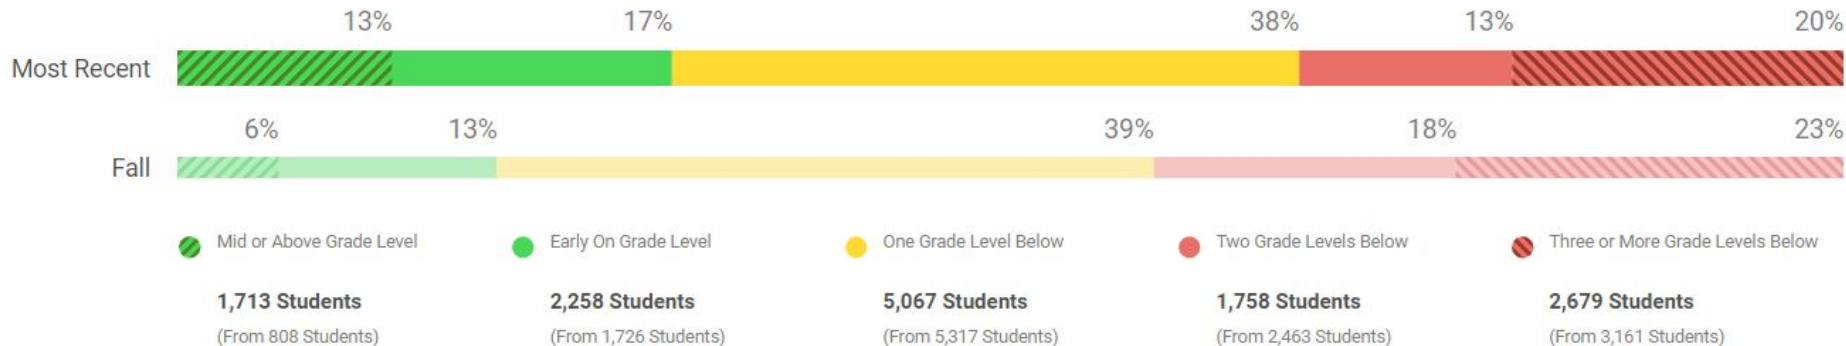 13% 17% 38% 13% 20%
Most Recent
6% 13% 39% 18% 23%
Fall
Mid or Above Grade Level
1,713 Students
(From 808 Students)
Early On Grade Level
2,258 Students
(From 1,726 Students)
One Grade Level Below
5,067 Students
(From 5,317 Students)
Two Grade Levels Below
1,758 Students
(From 2,463 Students)
Three or More Grade Levels Below
2,679 Students
(From 3,161 Students)